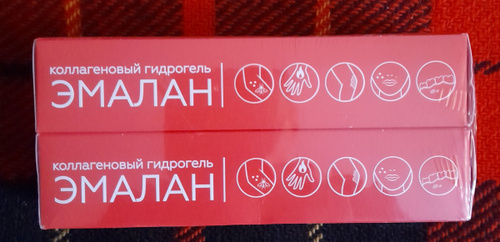 коллагеновый гидрогель
ЭМАЛАН
коллагеновый гидрогель
ЭМАЛАН